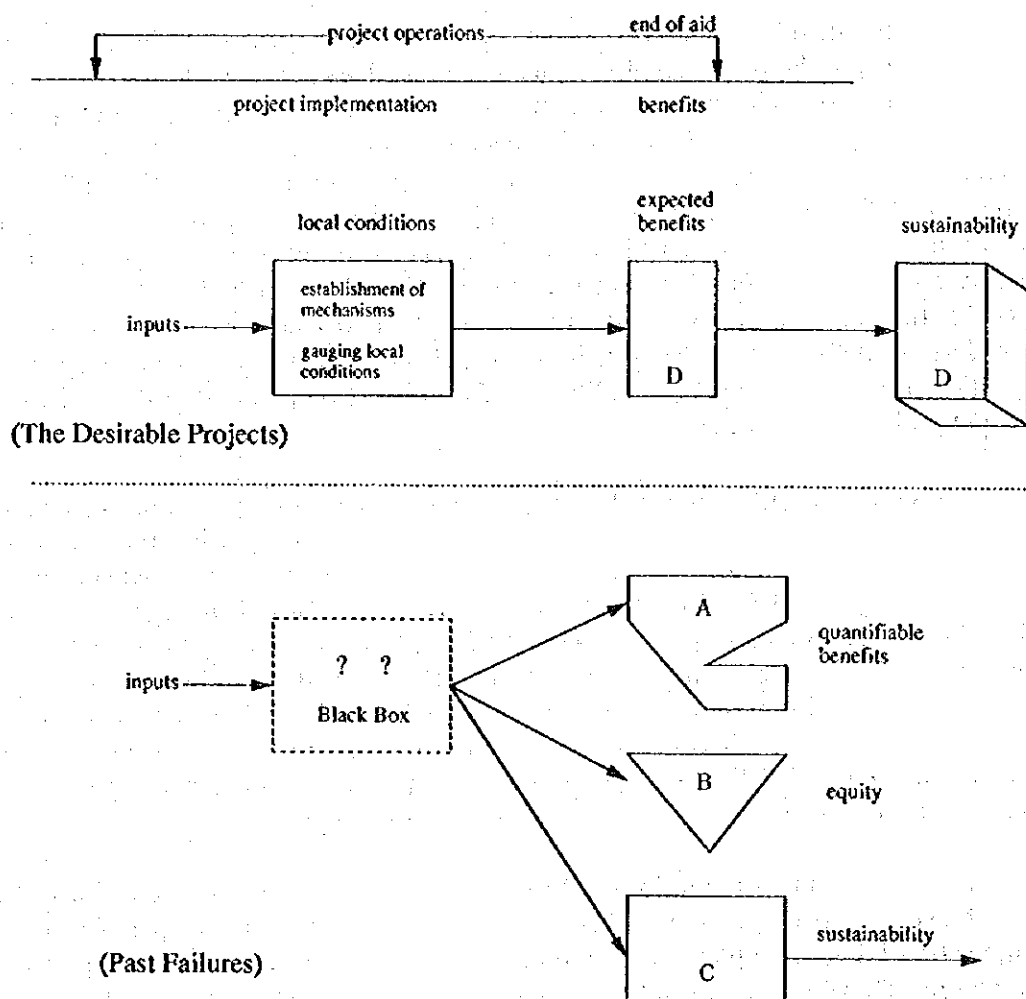 end of aid
project operations
project implementation
benefits
local conditions
expected
benefits
sustainability
establishment of
mechanisms
gauging local
conditions
inputs
D
D
(The Desirable Projects)
A
quantifiable
benefits
? ?
Black Box
inputs
B
equity
sustainability
C
(Past Failures)